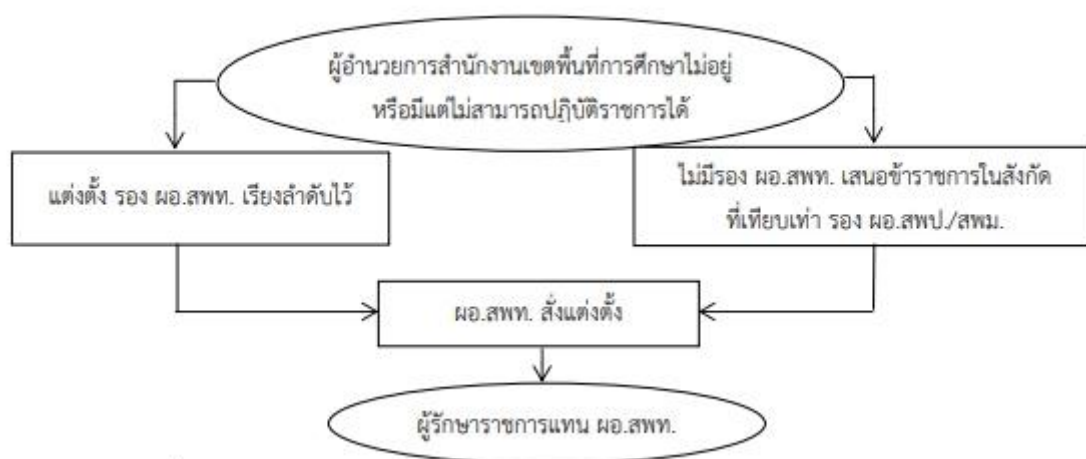 ผู้อำนวยการสำนักงานเขตพื้นที่การศึกษาไม่อยู่
หรือมีแต่ไม่สามารถปฏิบัติราชการได้
แต่งตั้ง รอง ผอ.สพท. เรียงลำดับไว้
ไม่มีรอง ผอ.สพท. เสนอข้าราชการในสังกัด
ที่เทียบเท่า รอง ผอ.สพป./สพม.
ผอ.สพท. สั่งแต่งตั้ง
ผู้รักษาราชการแทน ผอ.สพท.